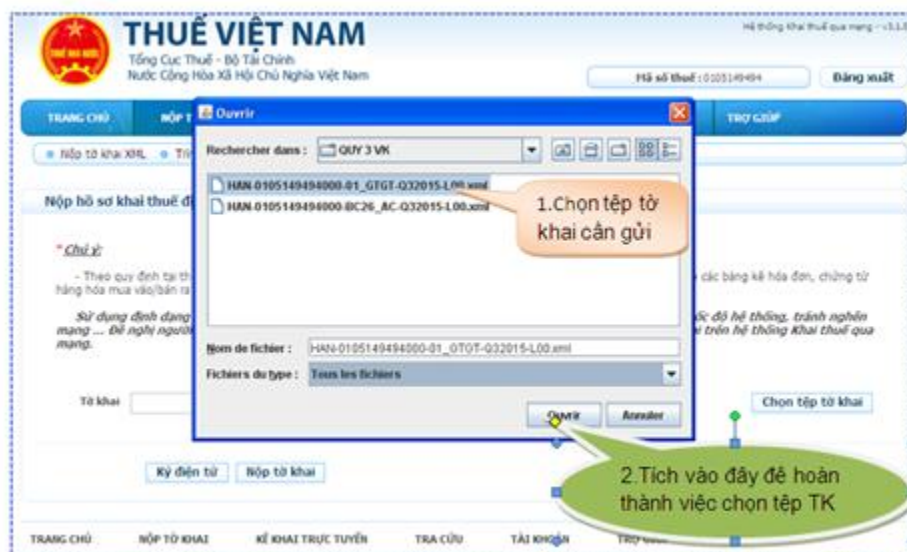 THUẾ VIỆT NAM
Tổng Cục Thuế - Bộ Tài Chính
Nước Cộng Hòa Xã Hội Chủ Nghĩa Việt Nam
Hệ thống Khai thuế qua mạng -
Mã số thuế : 0105149494
Đăng xuất
TRANG CHỦ
NỘP T
TRỢ GIÚP
Nộp tờ khai XML
Ouvrir
Rechercher dans : QUY 3 VK
HAN-0105149494000-01_GTGT-Q32015-L00.xml
HAN-0105149494000-BC26_AC-Q32015-L00.xml
1.Chọn tệp tờ
khai cần gửi
Nộp hồ sơ khai thuế đi
* Chú ý:
- Theo quy định tại th các bảng kê hóa đơn, chứng từ
hàng hóa mua vào/bán ra
Sử dụng định dạng ốc độ hệ thống, tránh nghẽn
mạng ... Đề nghị người i trên hệ thống Khai thuế qua
mạng.
Nom de fichier : HAN-0105149494000-01_GTGT-Q32015-L00.xml
Fichiers du type : Tous les fichiers
Ouvrir
Annuler
Tờ khai
Chọn tệp tờ khai
Ký điện tử
Nộp tờ khai
2.Tích vào đây để hoàn
thành việc chọn tệp TK
TRANG CHỦ
NỘP TỜ KHAI
KÊ KHAI TRỰC TUYẾN
TRA CỨU
TÀI KHOẢN
TRỢ GIÚP